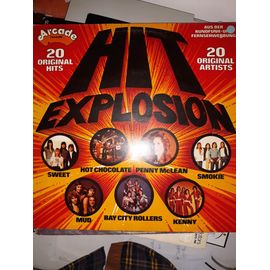 Arcade
20
ORIGINAL
HITS
AUS DER
RUNDFUNK-U
FERNSEHWERBUNG
20
ORIGINAL
ARTISTS
HIT
EXPLOSION
SWEET
HOT CHOCOLATE
PENNY McLEAN
SMOKIE
MUD
BAY CITY ROLLERS
KENNY